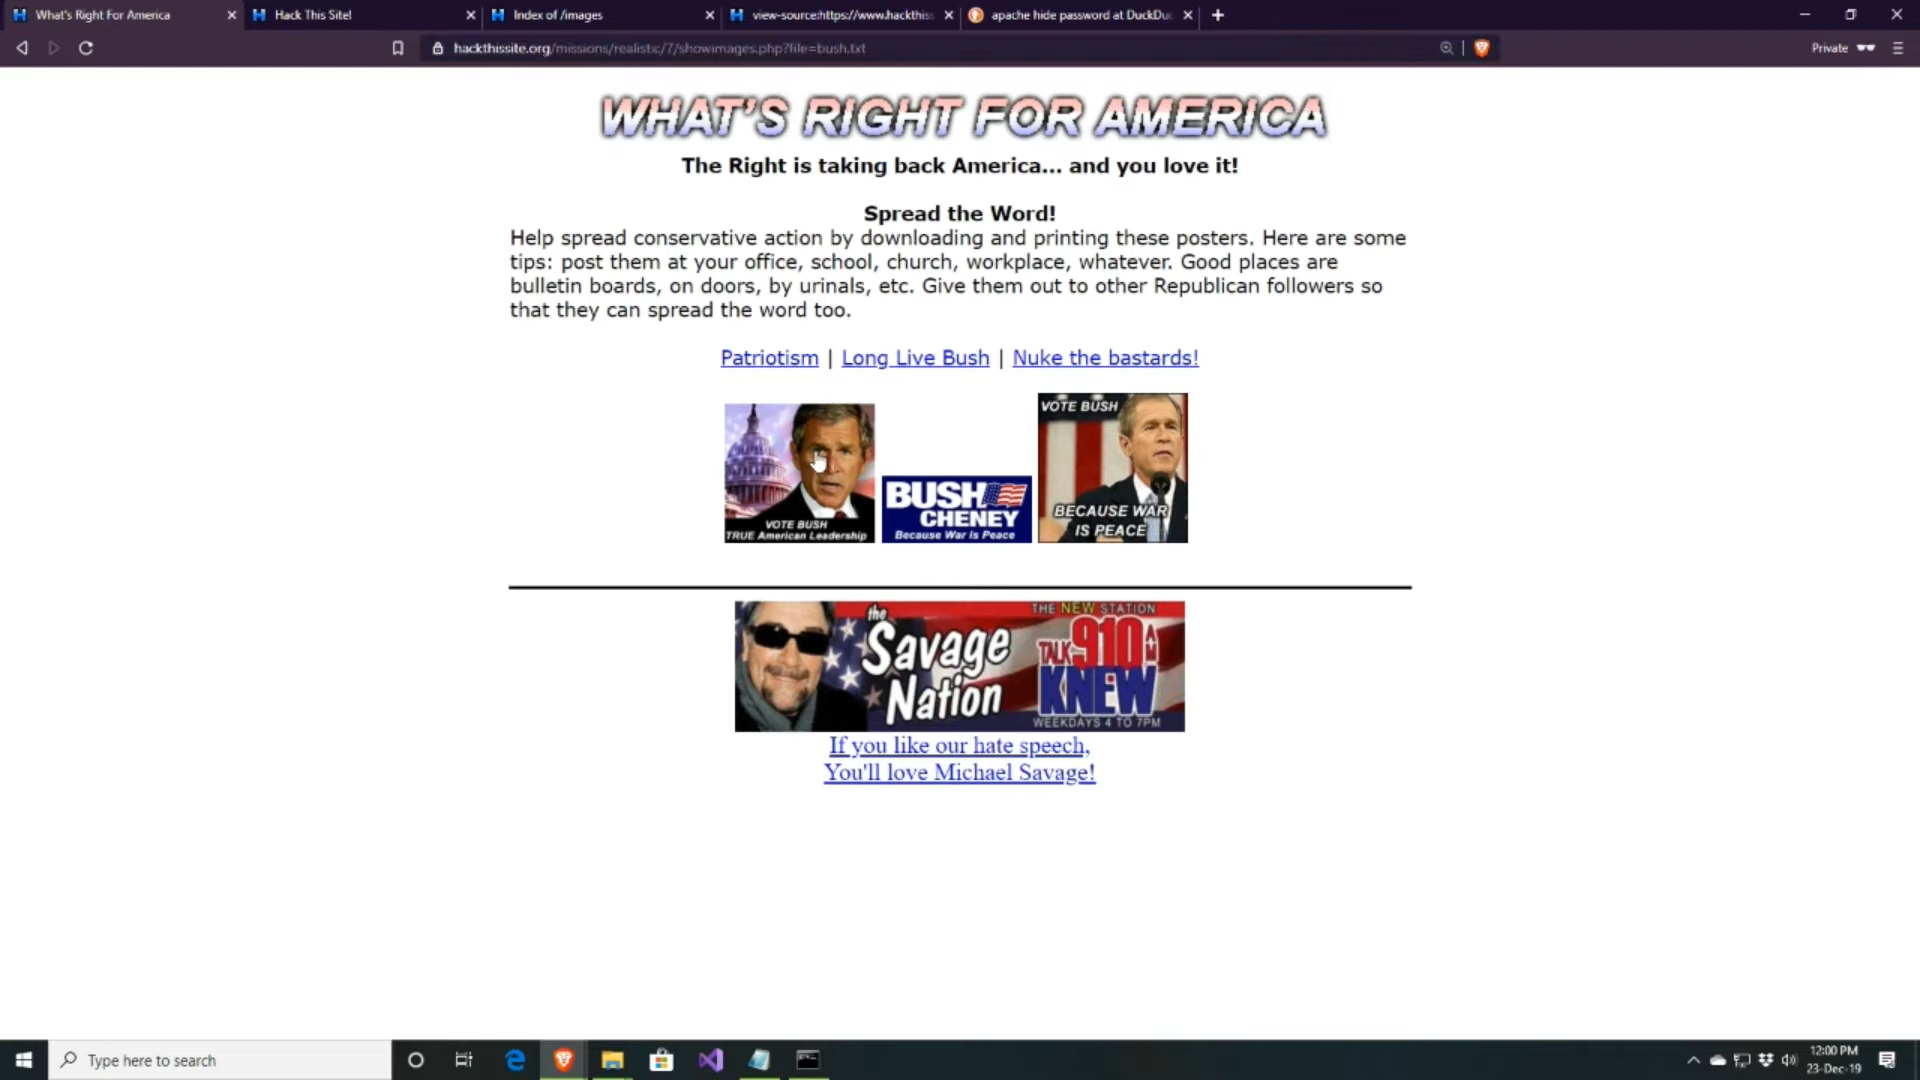 What's Right For America
Hack This Site!
Index of /images
view-source:https://www.hackthiss
apache hide password at DuckDuc
hackthissite.org/missions/realistic/7/showimages.php?file=bush.txt
Private
WHAT'S RIGHT FOR AMERICA
The Right is taking back America... and you love it!
Spread the Word!
Help spread conservative action by downloading and printing these posters. Here are some
tips: post them at your office, school, church, workplace, whatever. Good places are
bulletin boards, on doors, by urinals, etc. Give them out to other Republican followers so
that they can spread the word too.
Patriotism | Long Live Bush | Nuke the bastards!
VOTE BUSH
TRUE American Leadership
BUSH
CHENEY
Because War is Peace
VOTE BUSH
BECAUSE WAR
IS PEACE
the
Savage
Nation
THE NEW STATION
TALK 910 AM
KNEW
WEEKDAYS 4 TO 7PM
If you like our hate speech,
You'll love Michael Savage!
Type here to search
12:00 PM
23-Dec-19